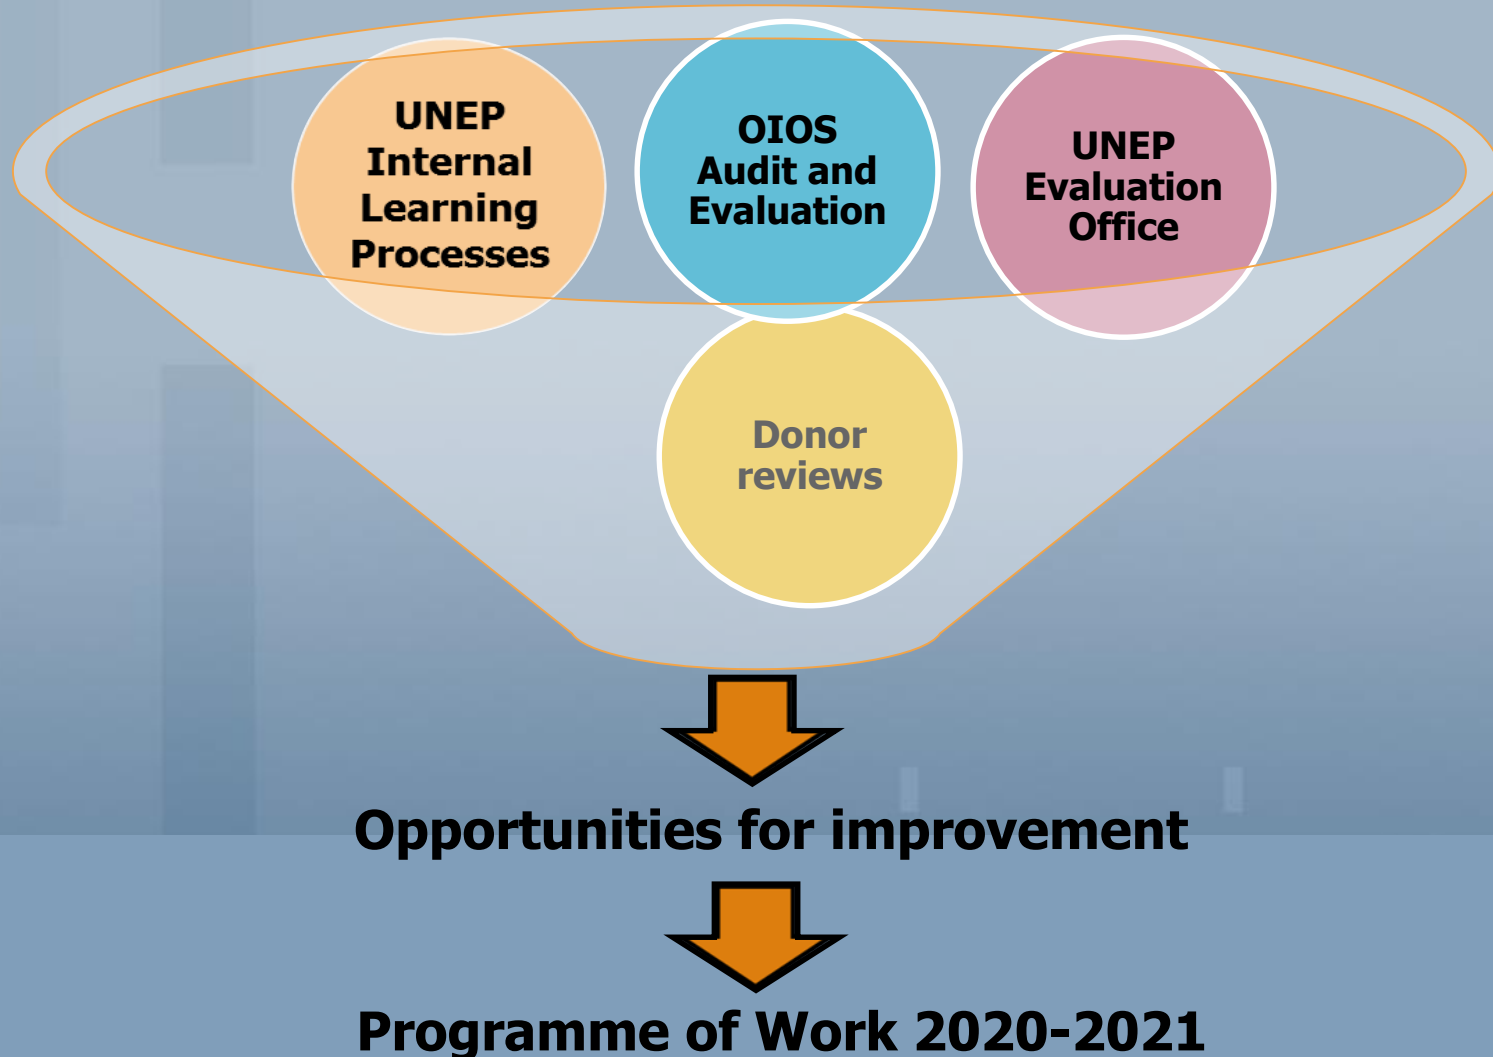 UNEP
Internal
Learning
Processes
OIOS
Audit and
Evaluation
UNEP
Evaluation
Office
Donor
reviews
Opportunities for improvement
Programme of Work 2020-2021